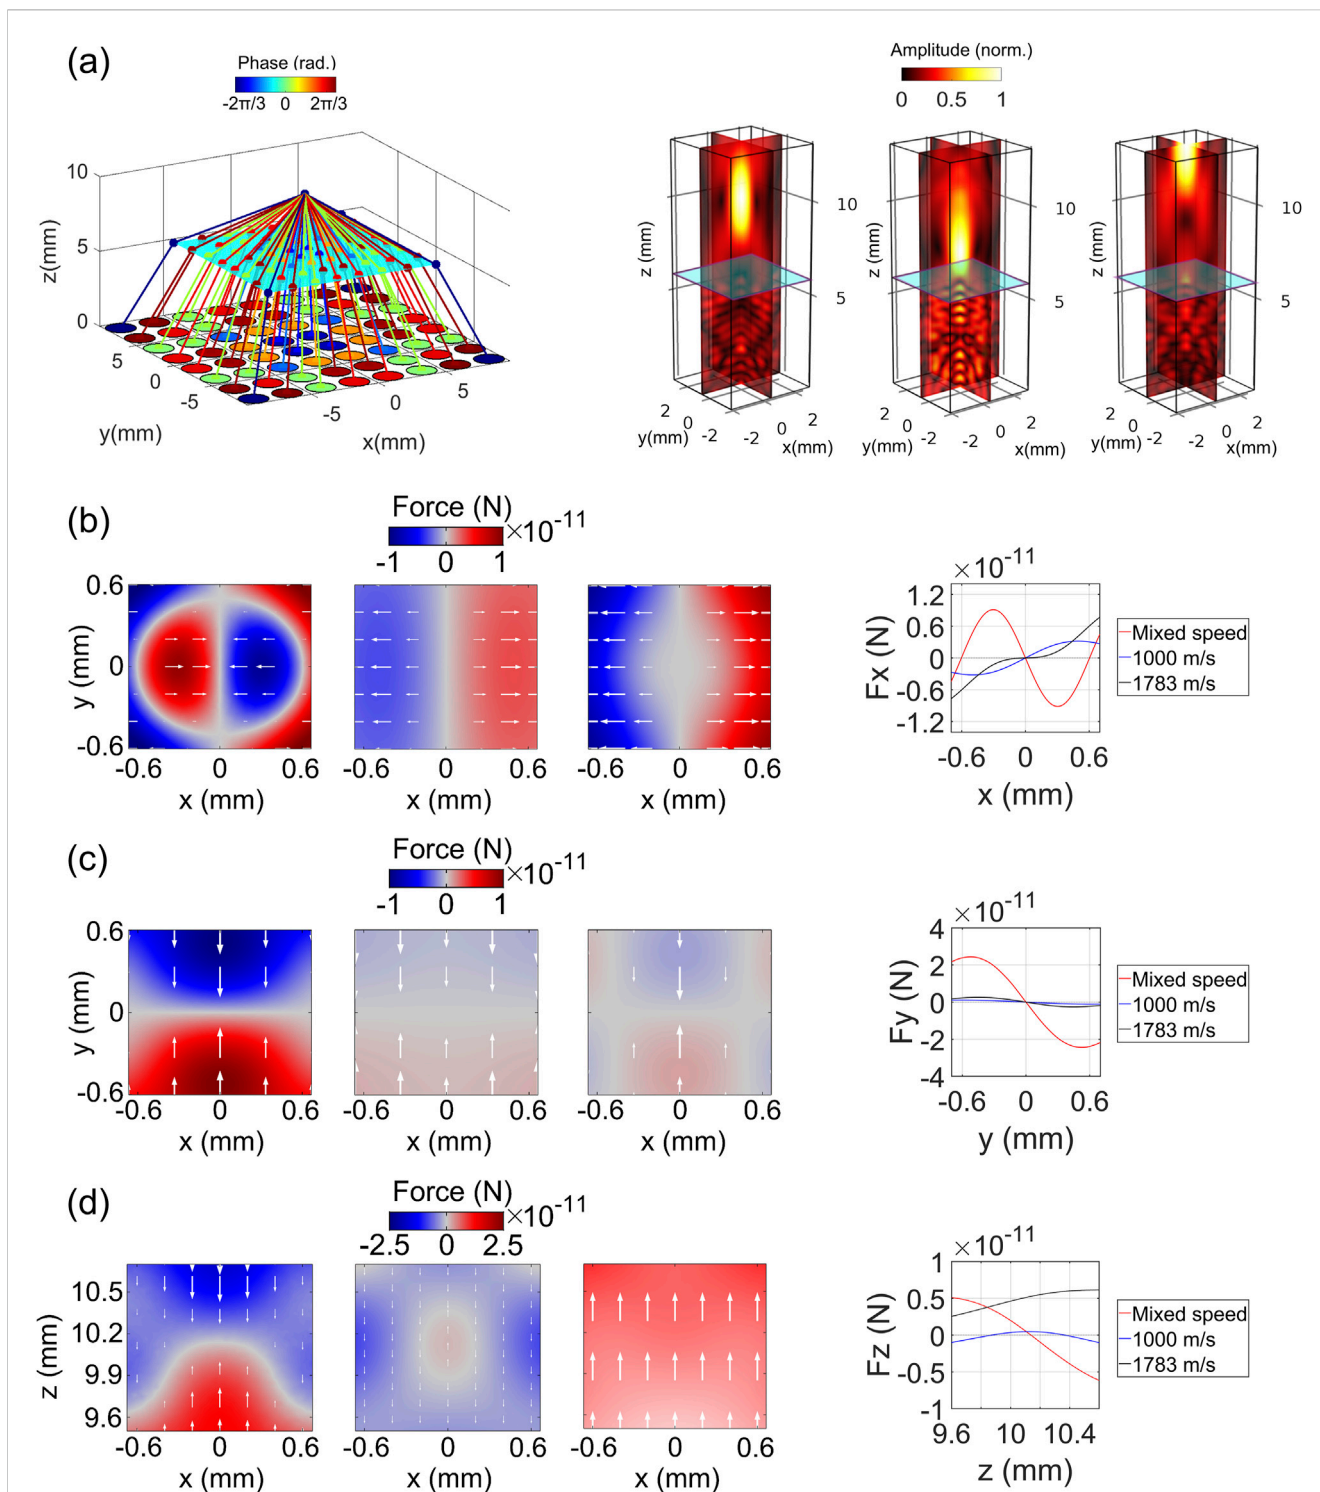 (a)
Phase (rad.)
-2π/3 0 2π/3
10
5
0
z(mm)
5
0
-5
y(mm)
-5
0
5
x(mm)
Amplitude (norm.)
0 0.5 1
z (mm)
10
5
2
0
-2
y(mm)
-2
0
2
x(mm)
z (mm)
10
5
2
0
-2
y(mm)
-2
0
2
x(mm)
z (mm)
10
5
2
0
-2
y(mm)
-2
0
2
x(mm)
(b)
Force (N)
×10-11
-1 0 1
0.6
0
-0.6
y (mm)
-0.6 0 0.6
x (mm)
-0.6 0 0.6
x (mm)
-0.6 0 0.6
x (mm)
× 10-11
1.2
0.6
0
-0.6
-1.2
Fx (N)
-0.6 0 0.6
x (mm)
Mixed speed
1000 m/s
1783 m/s
(c)
Force (N)
×10-11
-1 0 1
0.6
0
-0.6
y (mm)
-0.6 0 0.6
x (mm)
-0.6 0 0.6
x (mm)
-0.6 0 0.6
x (mm)
× 10-11
4
2
0
-2
-4
Fy (N)
-0.6 0 0.6
y (mm)
Mixed speed
1000 m/s
1783 m/s
(d)
Force (N)
×10-11
-2.5 0 2.5
10.5
10.2
9.9
9.6
z (mm)
-0.6 0 0.6
x (mm)
-0.6 0 0.6
x (mm)
-0.6 0 0.6
x (mm)
× 10-11
1
0.5
0
-0.5
-1
Fz (N)
9.6 10 10.4
z (mm)
Mixed speed
1000 m/s
1783 m/s